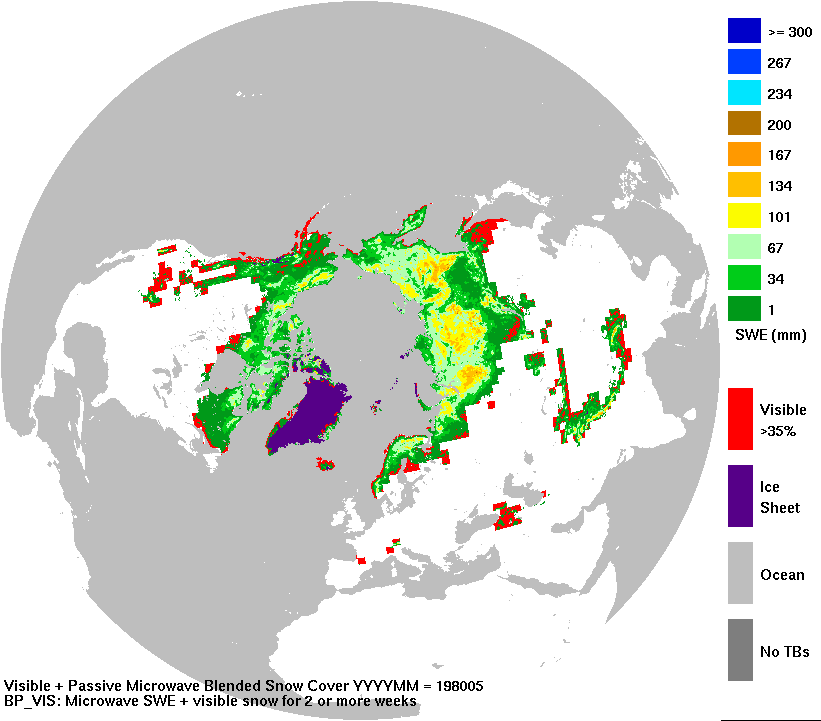 >= 300
267
234
200
167
134
101
67
34
1
SWE (mm)
Visible
>35%
Ice
Sheet
Ocean
No TBs
Visible + Passive Microwave Blended Snow Cover YYYYMM = 198005
BP_VIS: Microwave SWE + visible snow for 2 or more weeks